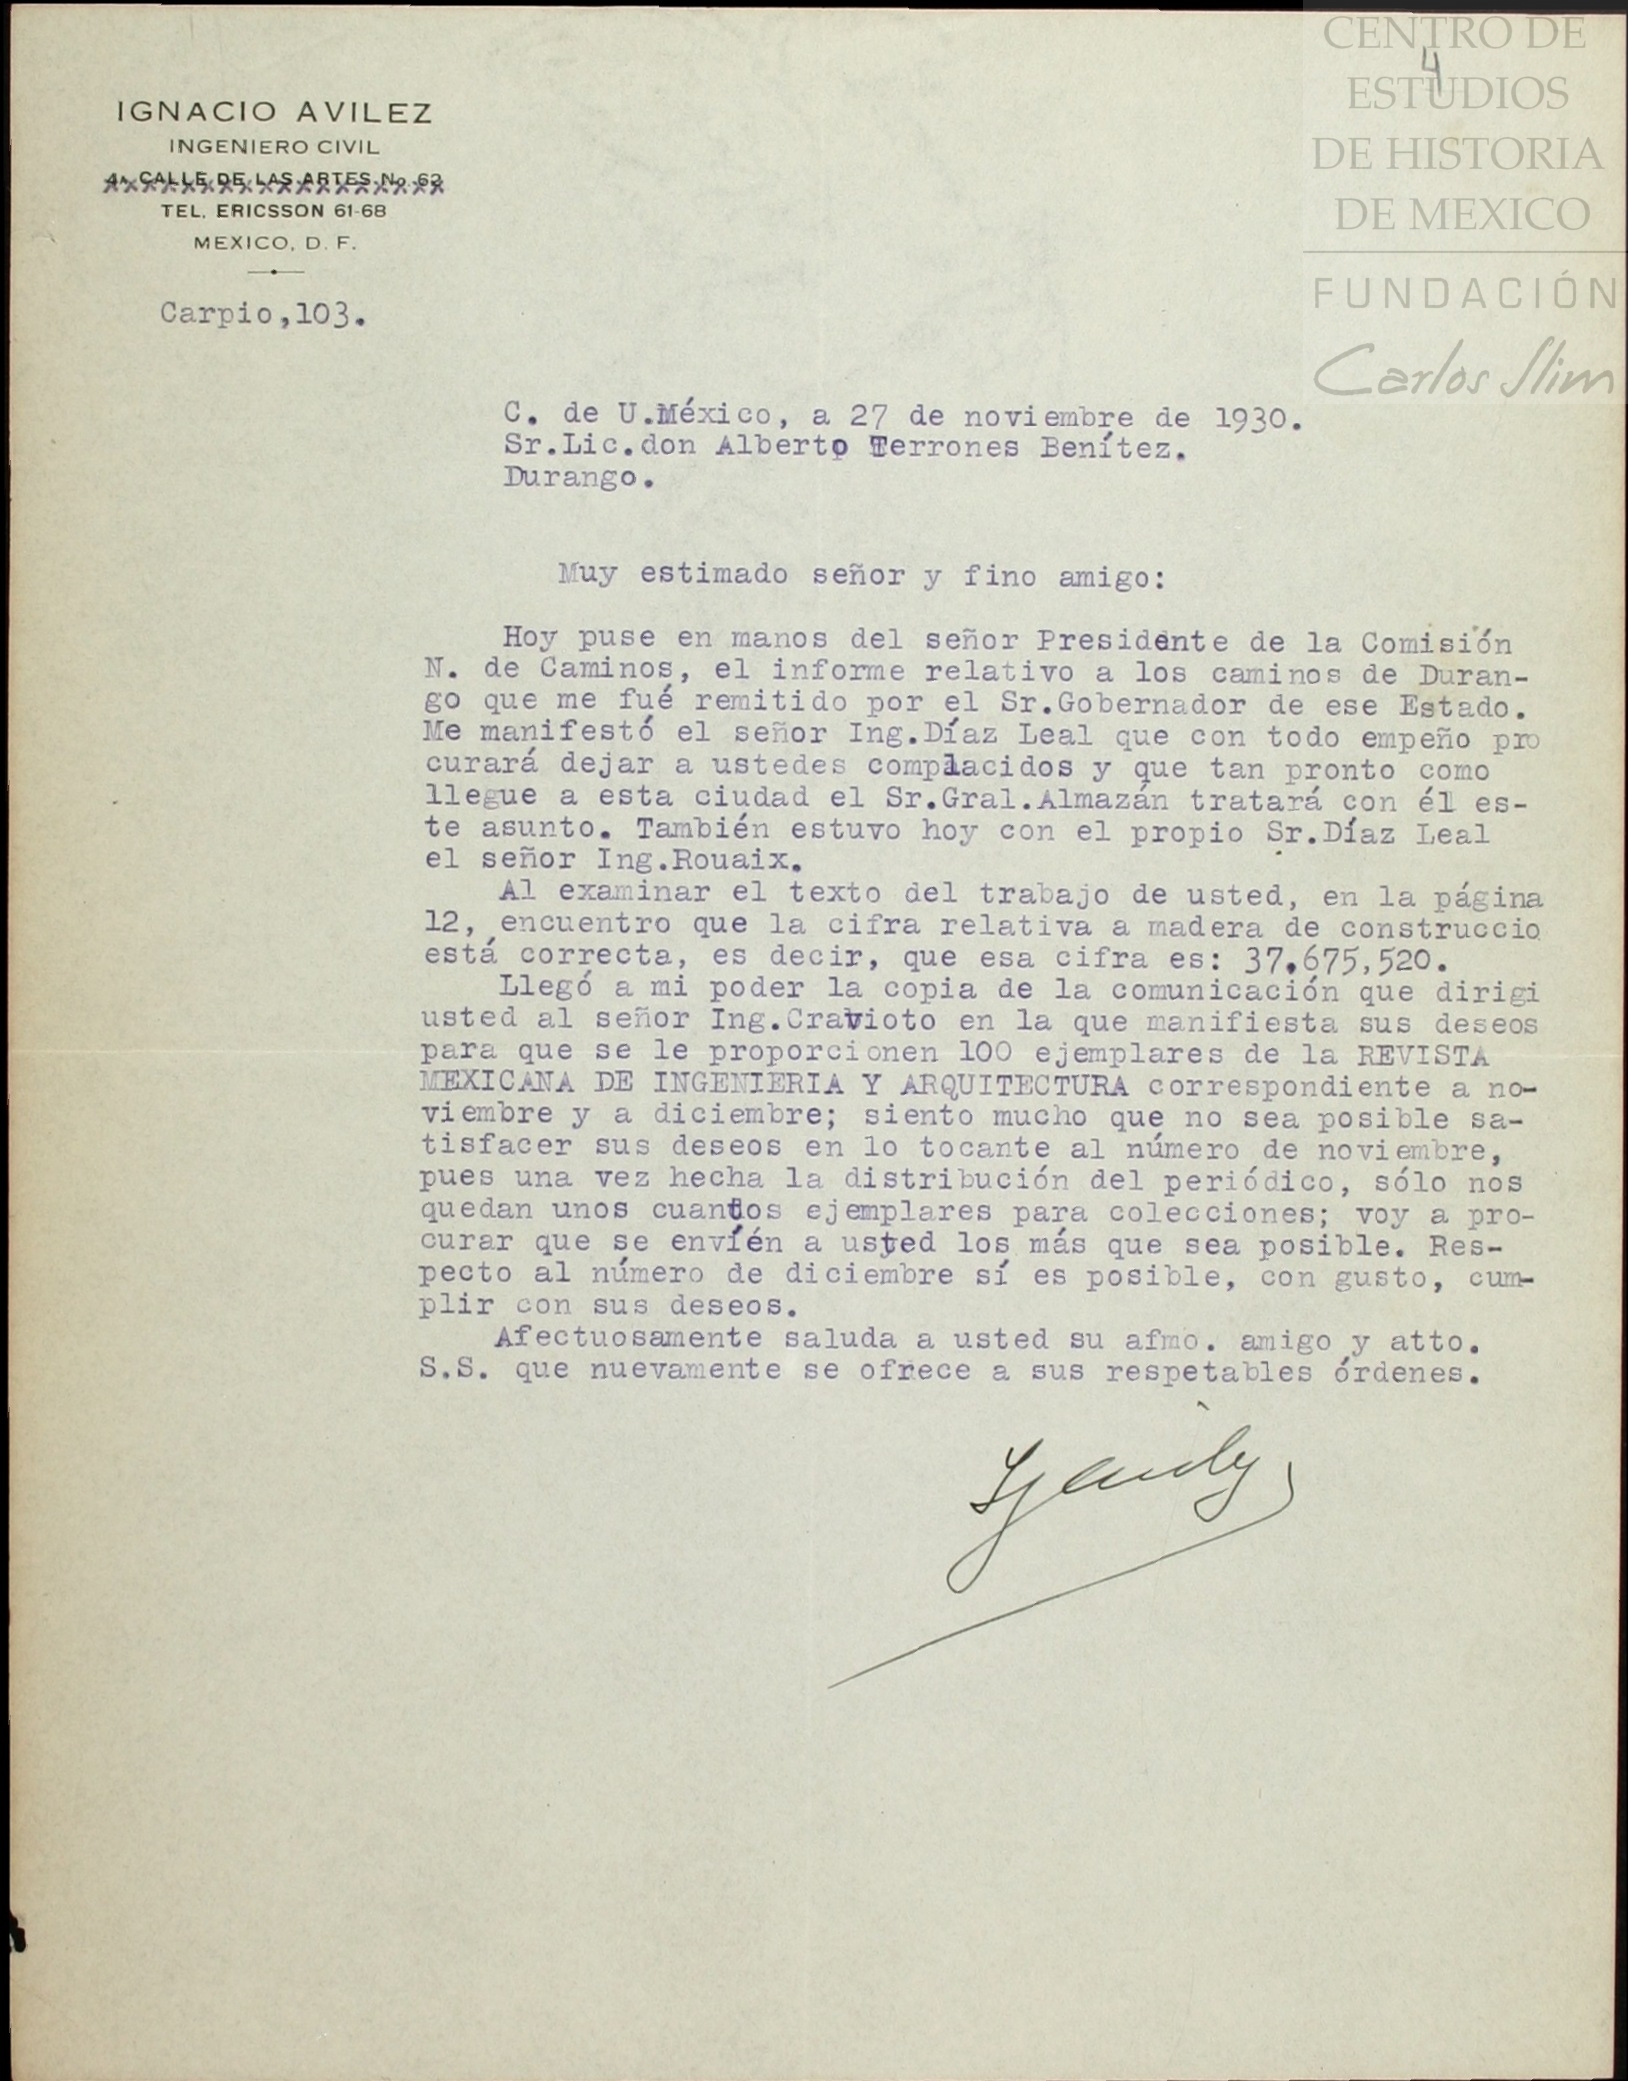 CENTRO DE
ESTUDIOS
DE HISTORIA
DE MEXICO
FUNDACIÓN
Carlos Slim
4
IGNACIO AVILEZ
INGENIERO CIVIL
4A. CALLE DE LAS ARTES No. 62
TEL. ERICSSON 61-68
MEXICO, D. F.
Carpio,103.
C. de U.México, a 27 de noviembre de 1930.
Sr.Lic.don Alberto Terrones Benítez.
Durango.
Muy estimado señor y fino amigo:
Hoy puse en manos del señor Presidente de la Comisión
N. de Caminos, el informe relativo a los caminos de Duran-
go que me fué remitido por el Sr.Gobernador de ese Estado.
Me manifestó el señor Ing.Díaz Leal que con todo empeño pro
curará dejar a ustedes complacidos y que tan pronto como
llegue a esta ciudad el Sr.Gral.Almazán tratará con él es-
te asunto. También estuvo hoy con el propio Sr.Díaz Leal
el señor Ing.Rouaix.
Al examinar el texto del trabajo de usted, en la página
12, encuentro que la cifra relativa a madera de construccio
está correcta, es decir, que esa cifra es: 37.675,520.
Llegó a mi poder la copia de la comunicación que dirigi
usted al señor Ing.Cravioto en la que manifiesta sus deseos
para que se le proporcionen 100 ejemplares de la REVISTA
MEXICANA DE INGENIERIA Y ARQUITECTURA correspondiente a no-
viembre y a diciembre; siento mucho que no sea posible sa-
tisfacer sus deseos en lo tocante al número de noviembre,
pues una vez hecha la distribución del periódico, sólo nos
quedan unos cuantos ejemplares para colecciones; voy a pro-
curar que se envíén a usted los más que sea posible. Res-
pecto al número de diciembre sí es posible, con gusto, cum-
plir con sus deseos.
Afectuosamente saluda a usted su afmo. amigo y atto.
S.S. que nuevamente se ofrece a sus respetables órdenes.